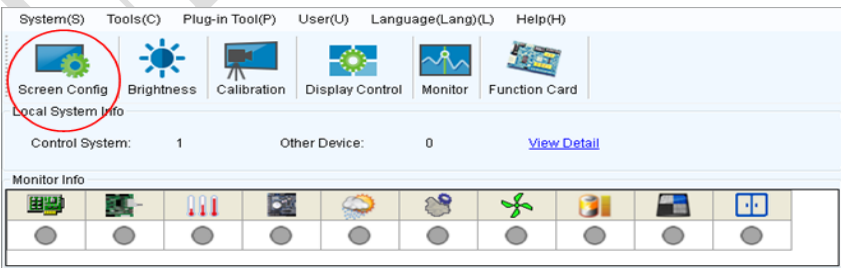 System(S) Tools(C) Plug-in Tool(P) User(U) Language(Lang)(L) Help(H)
Screen Config Brightness Calibration Display Control Monitor Function Card
Local System Info
Control System: 1 Other Device: 0 View Detail
Monitor Info